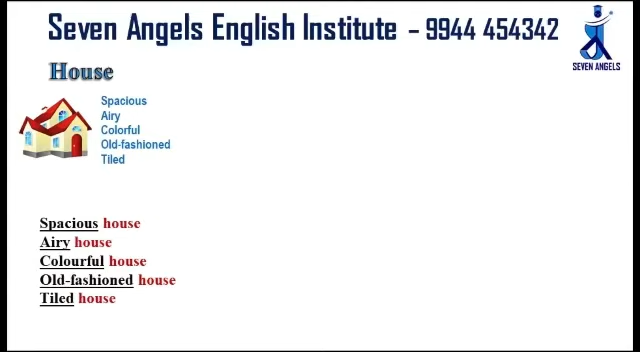 Seven Angels English Institute – 9944 454342
SEVEN ANGELS
House
Spacious
Airy
Colorful
Old-fashioned
Tiled
Spacious house
Airy house
Colourful house
Old-fashioned house
Tiled house